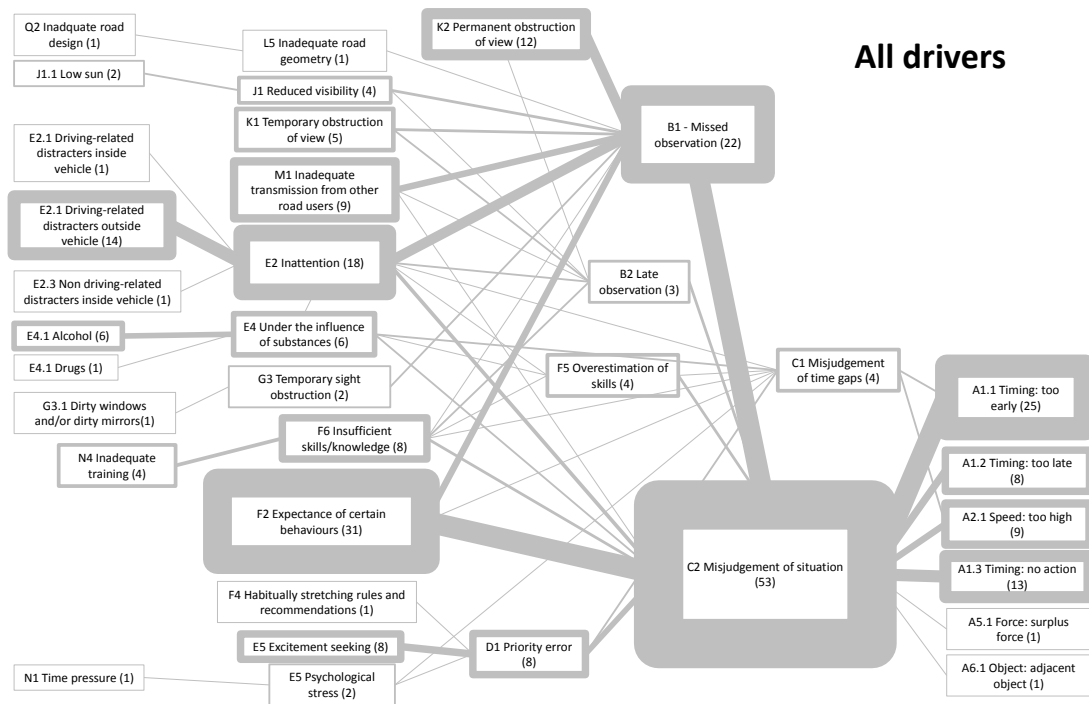 All drivers
Q2 Inadquate road
design (1)
J1.1 Low sun (2)
E2.1 Driving-related
distracters inside
vehicle (1)
E2.1 Driving-related
distracters outside
vehicle (14)
E2.3 Non driving-related
distracters inside vehicle (1)
E4.1 Alcohol (6)
E4.1 Drugs (1)
G3.1 Dirty windows
and/or dirty mirrors(1)
N4 Inadequate
training (4)
N1 Time pressure (1)
L5 Inadequate road
geometry (1)
J1 Reduced visibility (4)
K1 Temporary obstruction
of view (5)
M1 Inadequate
transmission from other
road users (9)
E2 Inattention (18)
E4 Under the influence
of substances (6)
G3 Temporary sight
obstruction (2)
F6 Insufficient
skills/knowledge (8)
F2 Expectance of certain
behaviours (31)
F4 Habitually stretching rules and
recommendations (1)
E5 Excitement seeking (8)
E5 Psychological
stress (2)
K2 Permanent obstruction
of view (12)
D1 Priority error
(8)
F5 Overestimation of
skills (4)
B2 Late
observation (3)
B1 - Missed
observation (22)
C1 Misjudgement
of time gaps (4)
C2 Misjudgement of situation
(53)
A1.1 Timing: too
early (25)
A1.2 Timing: too late
(8)
A2.1 Speed: too high
(9)
A1.3 Timing: no action
(13)
A5.1 Force: surplus
force (1)
A6.1 Object: adjacent
object (1)